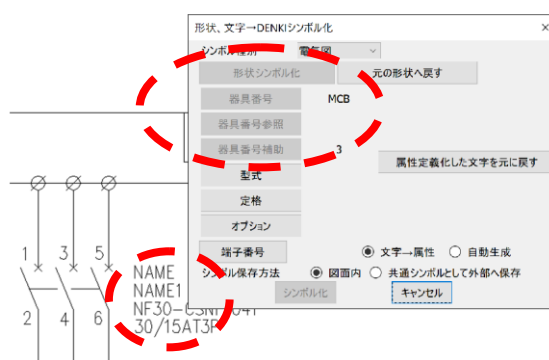 形状、文字→DENKIシンボル化
シンボル種別 電気図
形状シンボル化 元の形状へ戻す
器具番号 MCB
器具番号参照
器具番号補助 3
属性定義化した文字を元に戻す
型式
定格
オプション
端子番号 文字→属性 自動生成
シンボル保存方法 図面内 共通シンボルとして外部へ保存
シンボル化 キャンセル
1 3 5
2 4 6
NAME
NAME1
30/15AT3P